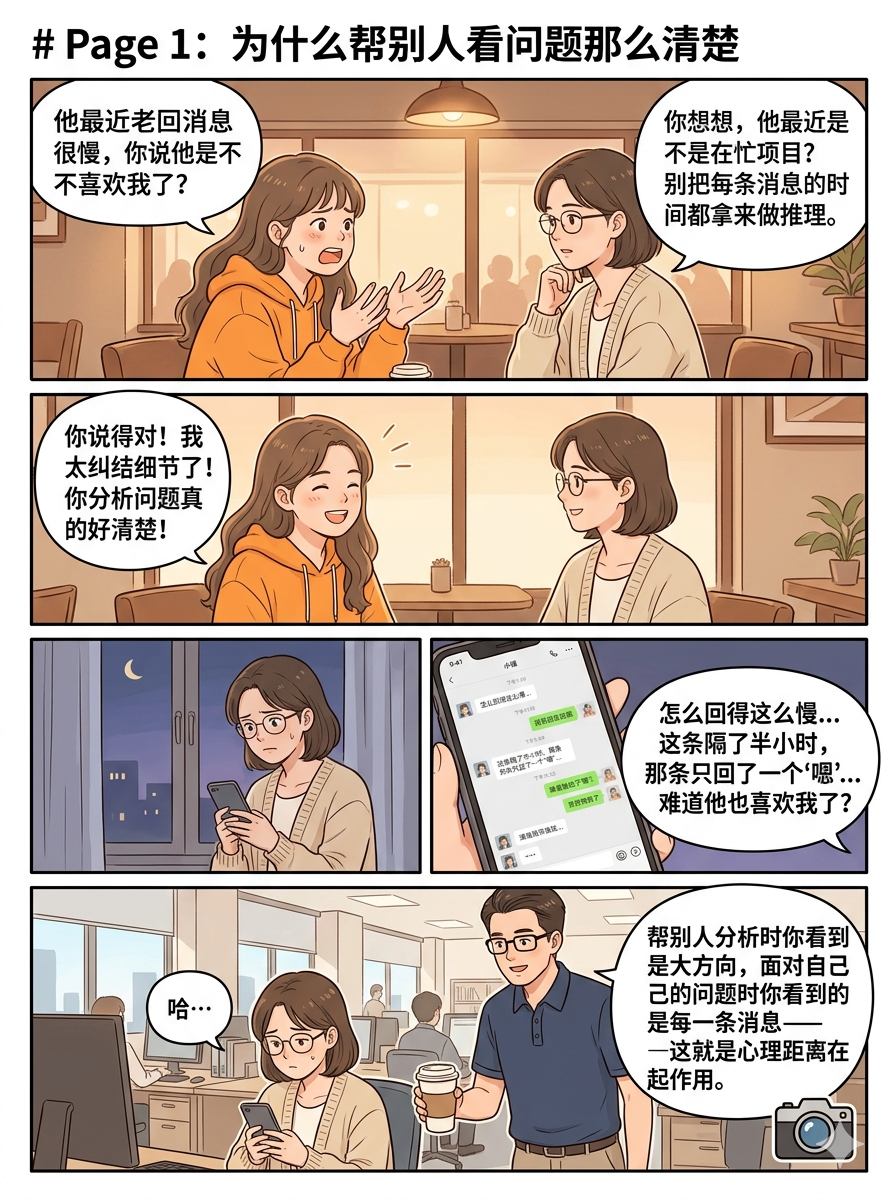 # Page 1：为什么帮别人看问题那么清楚
他最近老回消息
很慢，你说他是不
不喜欢我了？
你想想，他最近是
不是在忙项目？
别把每条消息的时
间都拿来做推理。
你说得对！我
太纠结细节了！
你分析问题真
的好清楚！
怎么回得这么慢…
这条隔了半小时，
那条只回了一个‘嗯’…
难道他也喜欢我了？
哈…
帮别人分析时你看到
是大方向，面对自己
己的问题时你看到的
是每一条消息——
—这就是心理距离在
起作用。